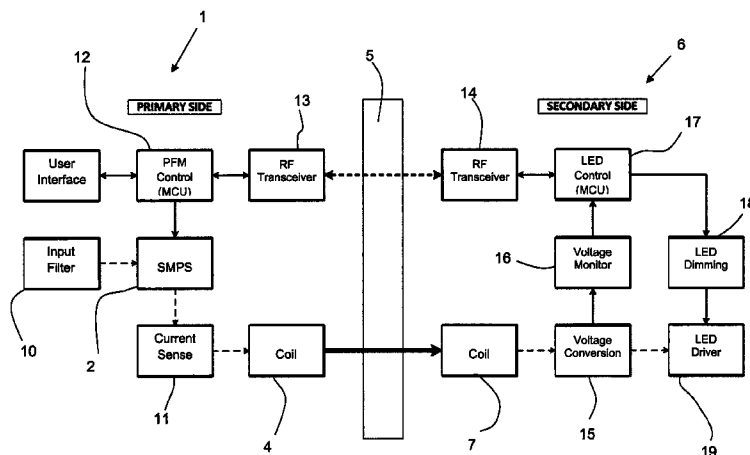 1
6
12
5
PRIMARY SIDE
13
14
SECONDARY SIDE
17
User
Interface
PFM
Control
(MCU)
RF
Transceiver
RF
Transceiver
LED
Control
(MCU)
18
Input
Filter
SMPS
16
Voltage
Monitor
LED
Dimming
10
2
Current
Sense
Coil
Coil
Voltage
Conversion
LED
Driver
11
4
7
15
19